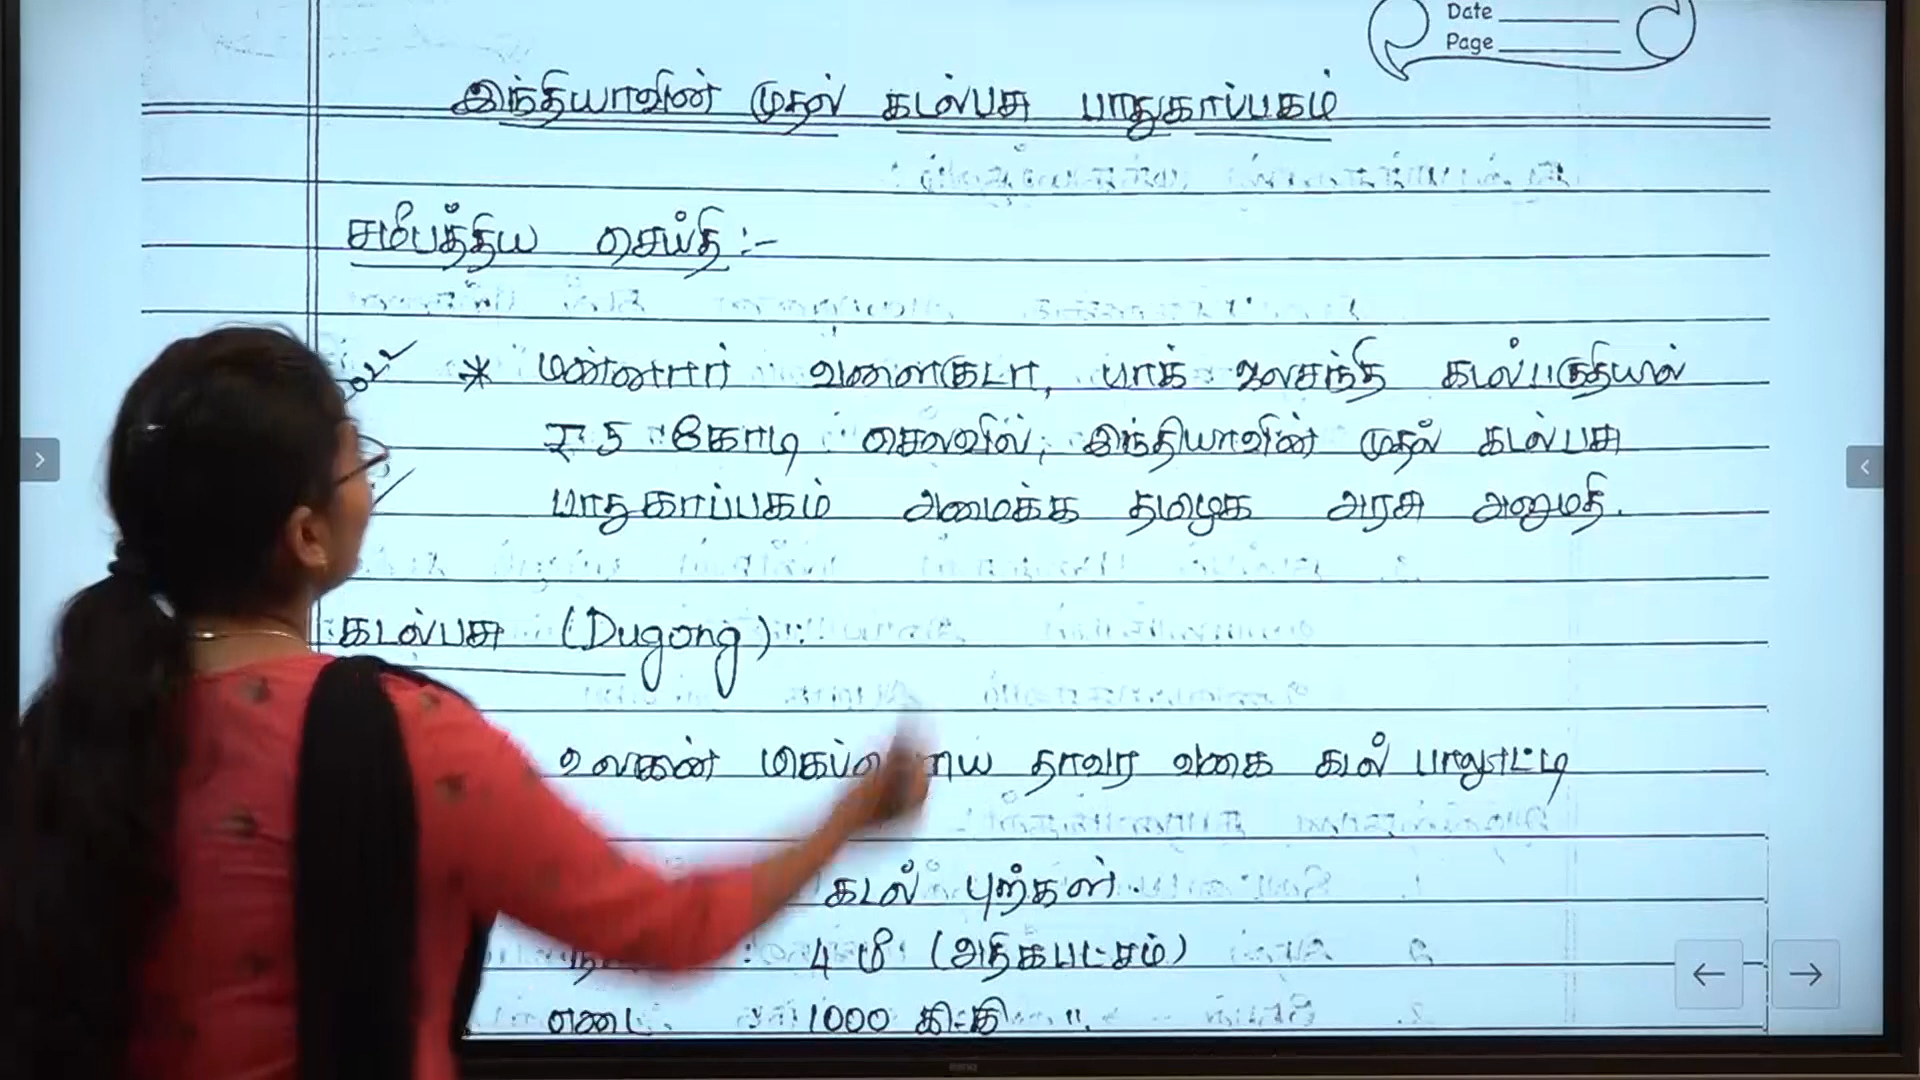 Date
Page
இந்தியாவின் முதல் கடல்பசு பாதுகாப்பகம்
சமீபத்திய செய்தி :-
* மன்னார் வளைகுடா, பாக் ஜலசந்தி கடல்பகுதியில்
₹ 5 கோடி செலவில், இந்தியாவின் முதல் கடல்பசு
பாதுகாப்பகம் அமைக்க தமிழக அரசு அனுமதி.
கடல்பசு (Dugong) :
உலகின் தாவர வகை கடல் பாலூட்டி
கடல் புற்கள்.
: 4 மீ (அதிகபட்சம்)
எடை : 1000 கி.கி ".